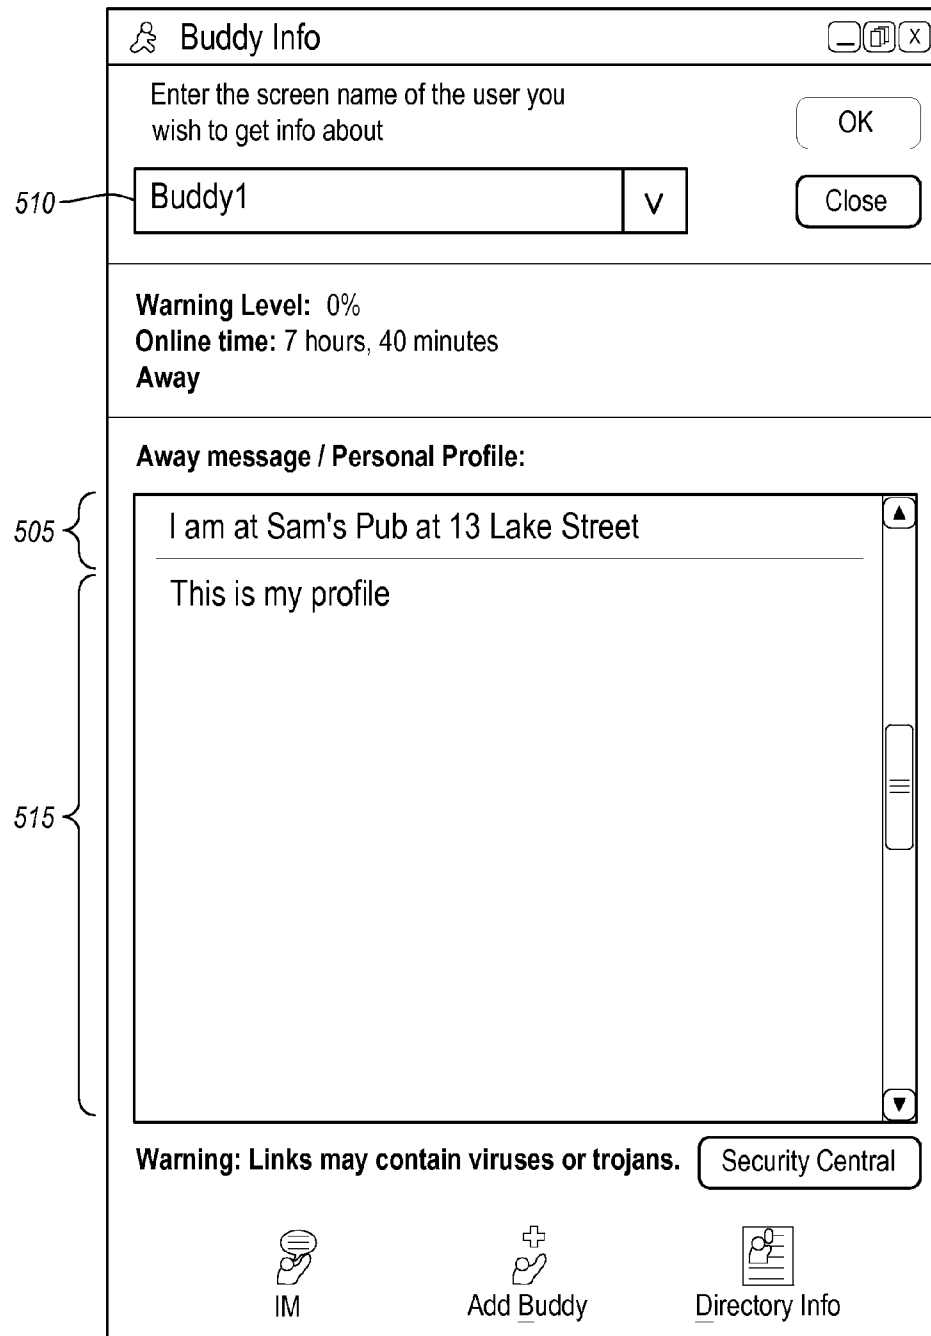 Buddy Info
X
Enter the screen name of the user you
wish to get info about
OK
510
Buddy1
V
Close
Warning Level: 0%
Online time: 7 hours, 40 minutes
Away
Away message / Personal Profile:
505
I am at Sam's Pub at 13 Lake Street
This is my profile
515
Warning: Links may contain viruses or trojans.
Security Central
IM
Add Buddy
Directory Info